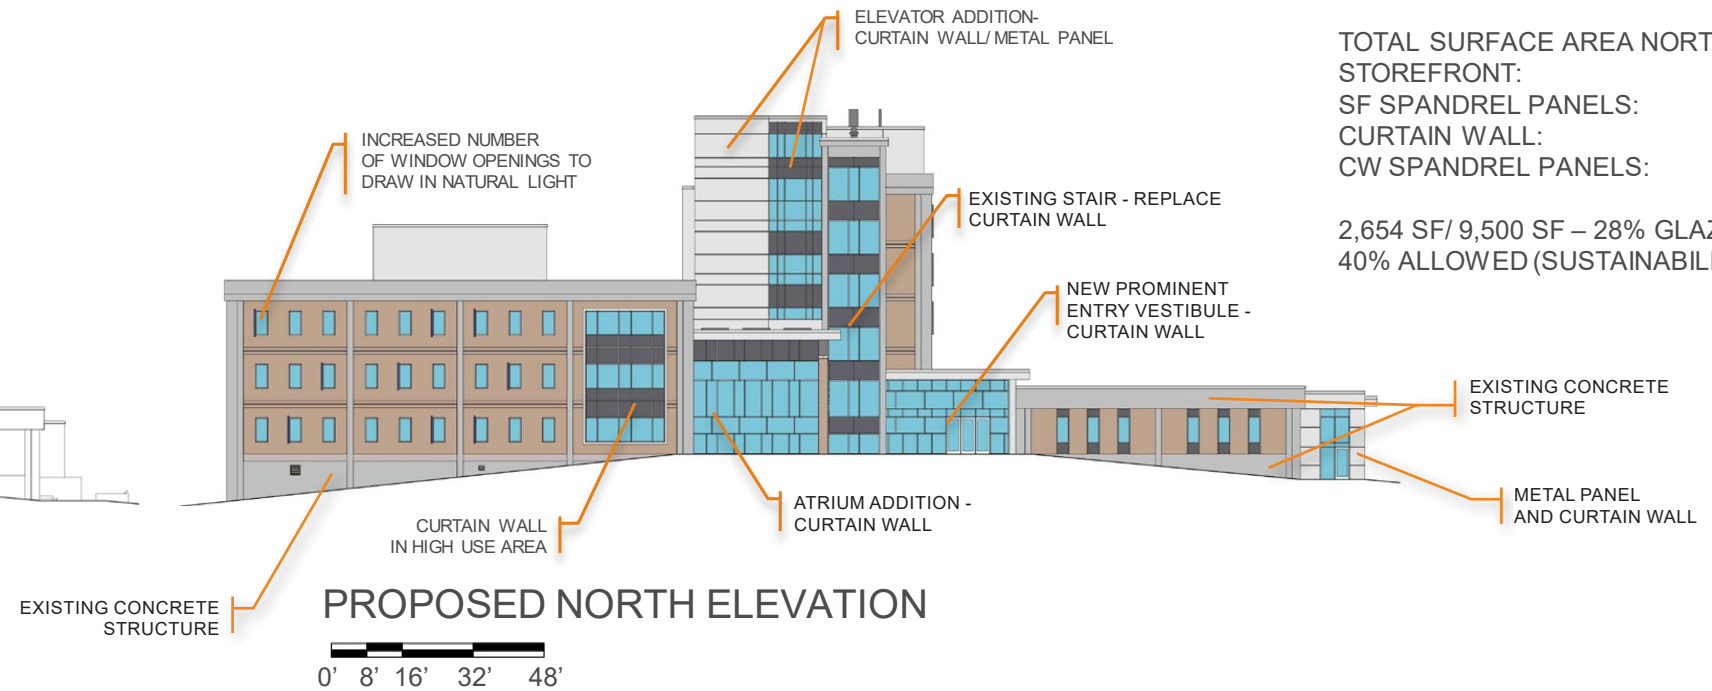 ELEVATOR ADDITION-
CURTAIN WALL/ METAL PANEL
TOTAL SURFACE AREA NORT
STOREFRONT:
SF SPANDREL PANELS:
CURTAIN WALL:
CW SPANDREL PANELS:
2,654 SF/ 9,500 SF – 28% GLAZ
40% ALLOWED (SUSTAINABILI
INCREASED NUMBER
OF WINDOW OPENINGS TO
DRAW IN NATURAL LIGHT
EXISTING STAIR - REPLACE
CURTAIN WALL
NEW PROMINENT
ENTRY VESTIBULE -
CURTAIN WALL
EXISTING CONCRETE
STRUCTURE
METAL PANEL
AND CURTAIN WALL
ATRIUM ADDITION -
CURTAIN WALL
CURTAIN WALL
IN HIGH USE AREA
EXISTING CONCRETE
STRUCTURE
PROPOSED NORTH ELEVATION
0' 8' 16' 32' 48'